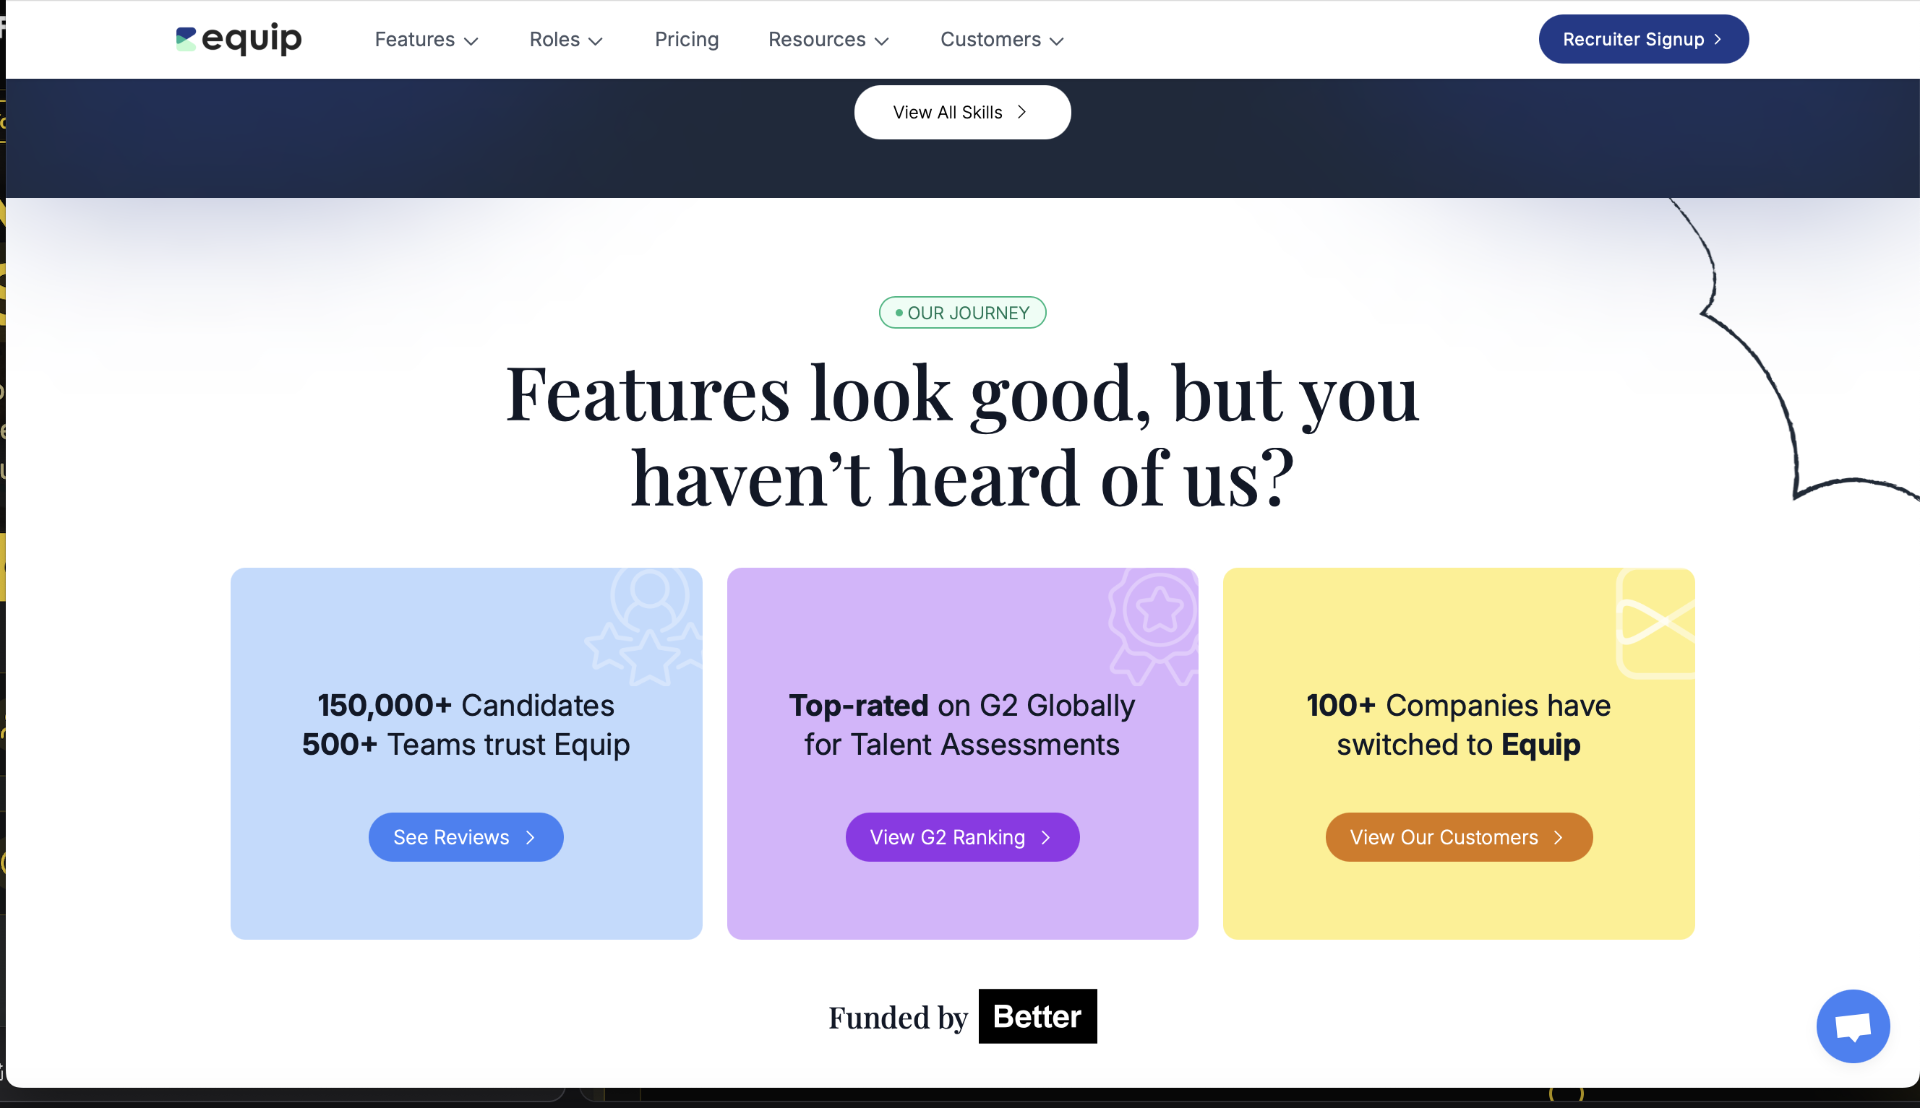 equip
Features
Roles
Pricing
Resources
Customers
Recruiter Signup
View All Skills
OUR JOURNEY
Features look good, but you
haven’t heard of us?
150,000+ Candidates
500+ Teams trust Equip
See Reviews
Top-rated on G2 Globally
for Talent Assessments
View G2 Ranking
100+ Companies have
switched to Equip
View Our Customers
Funded by Better